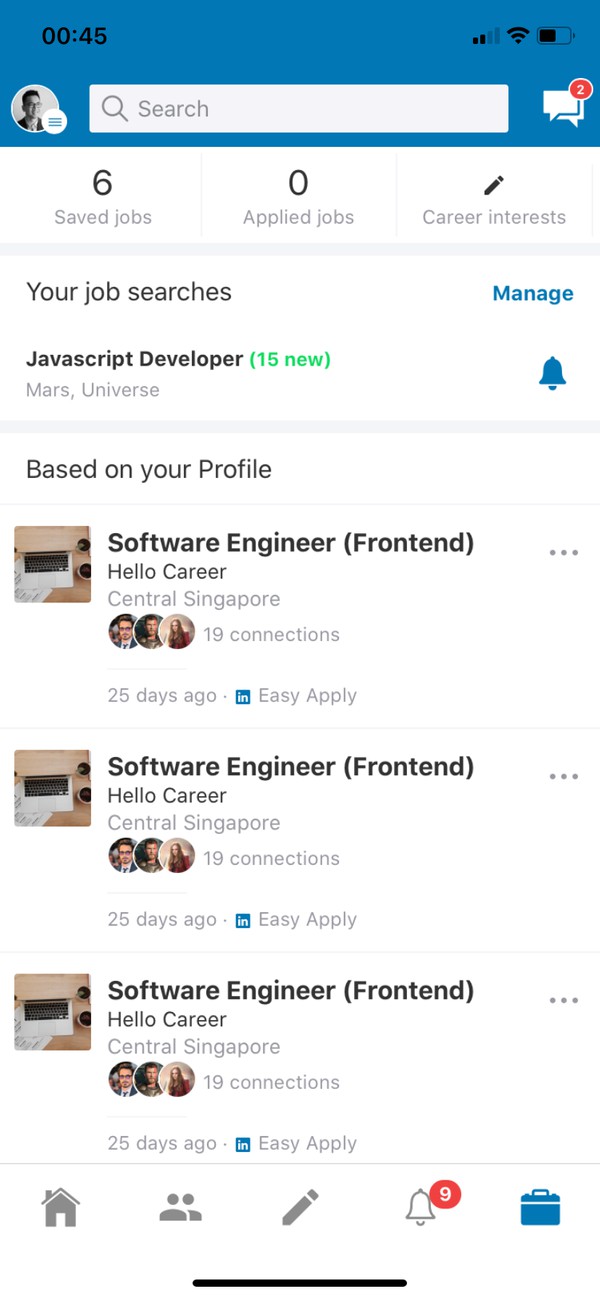 00:45
Search
2
6
Saved jobs
0
Applied jobs
Career interests
Your job searches
Manage
Javascript Developer (15 new)
Mars, Universe
Based on your Profile
Software Engineer (Frontend)
Hello Career
Central Singapore
19 connections
25 days ago · in Easy Apply
Software Engineer (Frontend)
Hello Career
Central Singapore
19 connections
25 days ago · in Easy Apply
Software Engineer (Frontend)
Hello Career
Central Singapore
19 connections
25 days ago · in Easy Apply
9